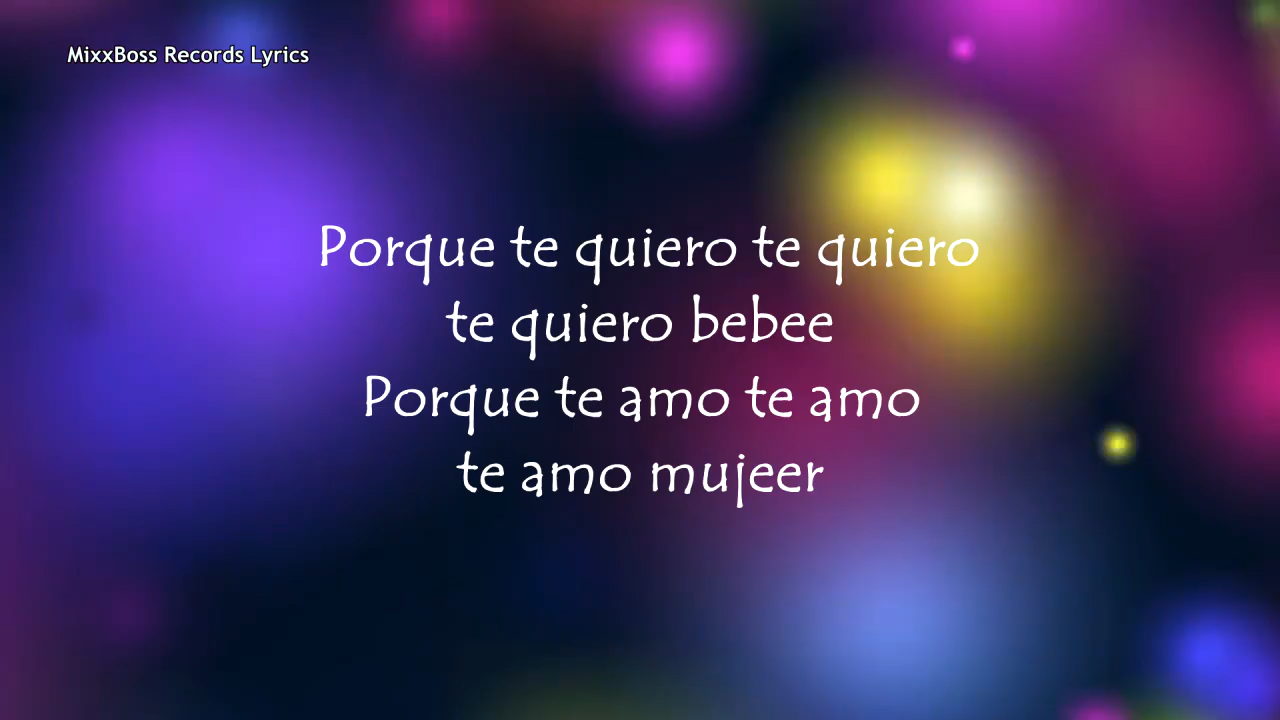 MixxBoss Records Lyrics
Porque te quiero te quiero
te quiero bebee
Porque te amo te amo
te amo mujeer